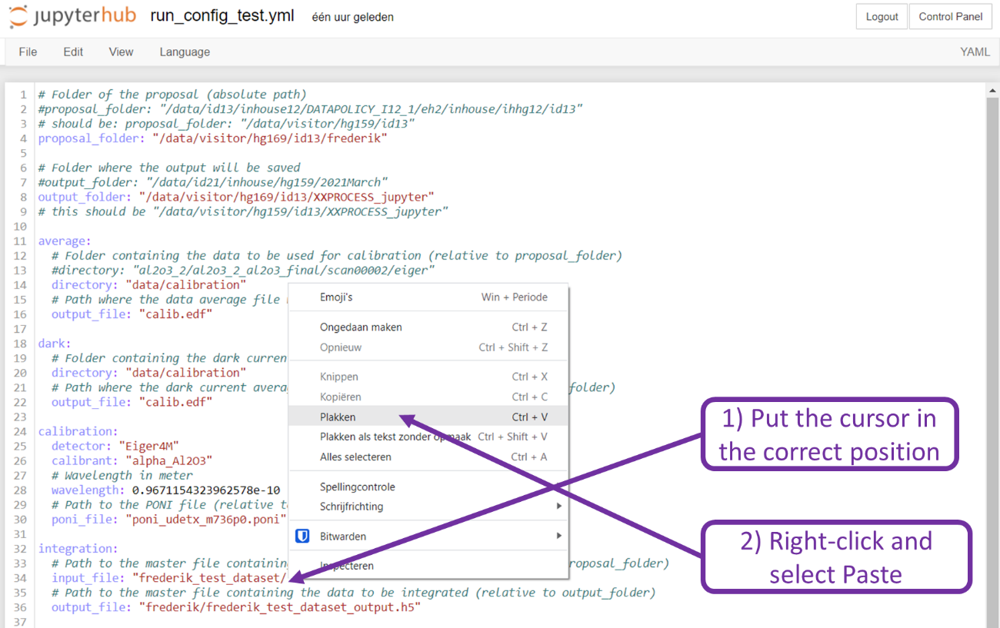 jupyterhub run_config_test.yml één uur geleden Logout Control Panel
File Edit View Language YAML
1 # Folder of the proposal (absolute path)
2 #proposal_folder: "/data/id13/inhouse12/DATAPOLICY_I12_1/eh2/inhouse/ihhg12/id13"
3 # should be: proposal_folder: "/data/visitor/hg159/id13"
4 proposal_folder: "/data/visitor/hg169/id13/frederik"
5
6 # Folder where the output will be saved
7 #output_folder: "/data/id21/inhouse/hg159/2021March"
8 output_folder: "/data/visitor/hg169/id13/XXPROCESS_jupyter"
9 # this should be "/data/visitor/hg159/id13/XXPROCESS_jupyter"
10
11 average:
12 # Folder containing the data to be used for calibration (relative to proposal_folder)
13 #directory: "al2o3_2/al2o3_2_al2o3_final/scan00002/eiger"
14 directory: "data/calibration"
15 # Path where the data average file
16 output_file: "calib.edf"
17
18 dark:
19 # Folder containing the dark curren
20 directory: "data/calibration"
21 # Path where the dark current avera folder)
22 output_file: "calib.edf"
23
24 calibration:
25 detector: "Eiger4M"
26 calibrant: "alpha_Al2O3"
27 # Wavelength in meter
28 wavelength: 0.9671154323962578e-10
29 # Path to the PONI file (relative t
30 poni_file: "poni_udetx_m736p0.poni"
31
32 integration:
33 # Path to the master file containin roposal_folder)
34 input_file: "frederik_test_dataset/
35 # Path to the master file containing the data to be integrated (relative to output_folder)
36 output_file: "frederik/frederik_test_dataset_output.h5"
37
Emoji's Win + Periode
Ongedaan maken Ctrl + Z
Opnieuw Ctrl + Shift + Z
Knippen Ctrl + X
Kopiëren Ctrl + C
Plakken Ctrl + V
Plakken als tekst zonder opmaak Ctrl + Shift + V
Alles selecteren Ctrl + A
Spellingcontrole
Schrijfrichting
Bitwarden
Inspecteren
1) Put the cursor in
the correct position
2) Right-click and
select Paste